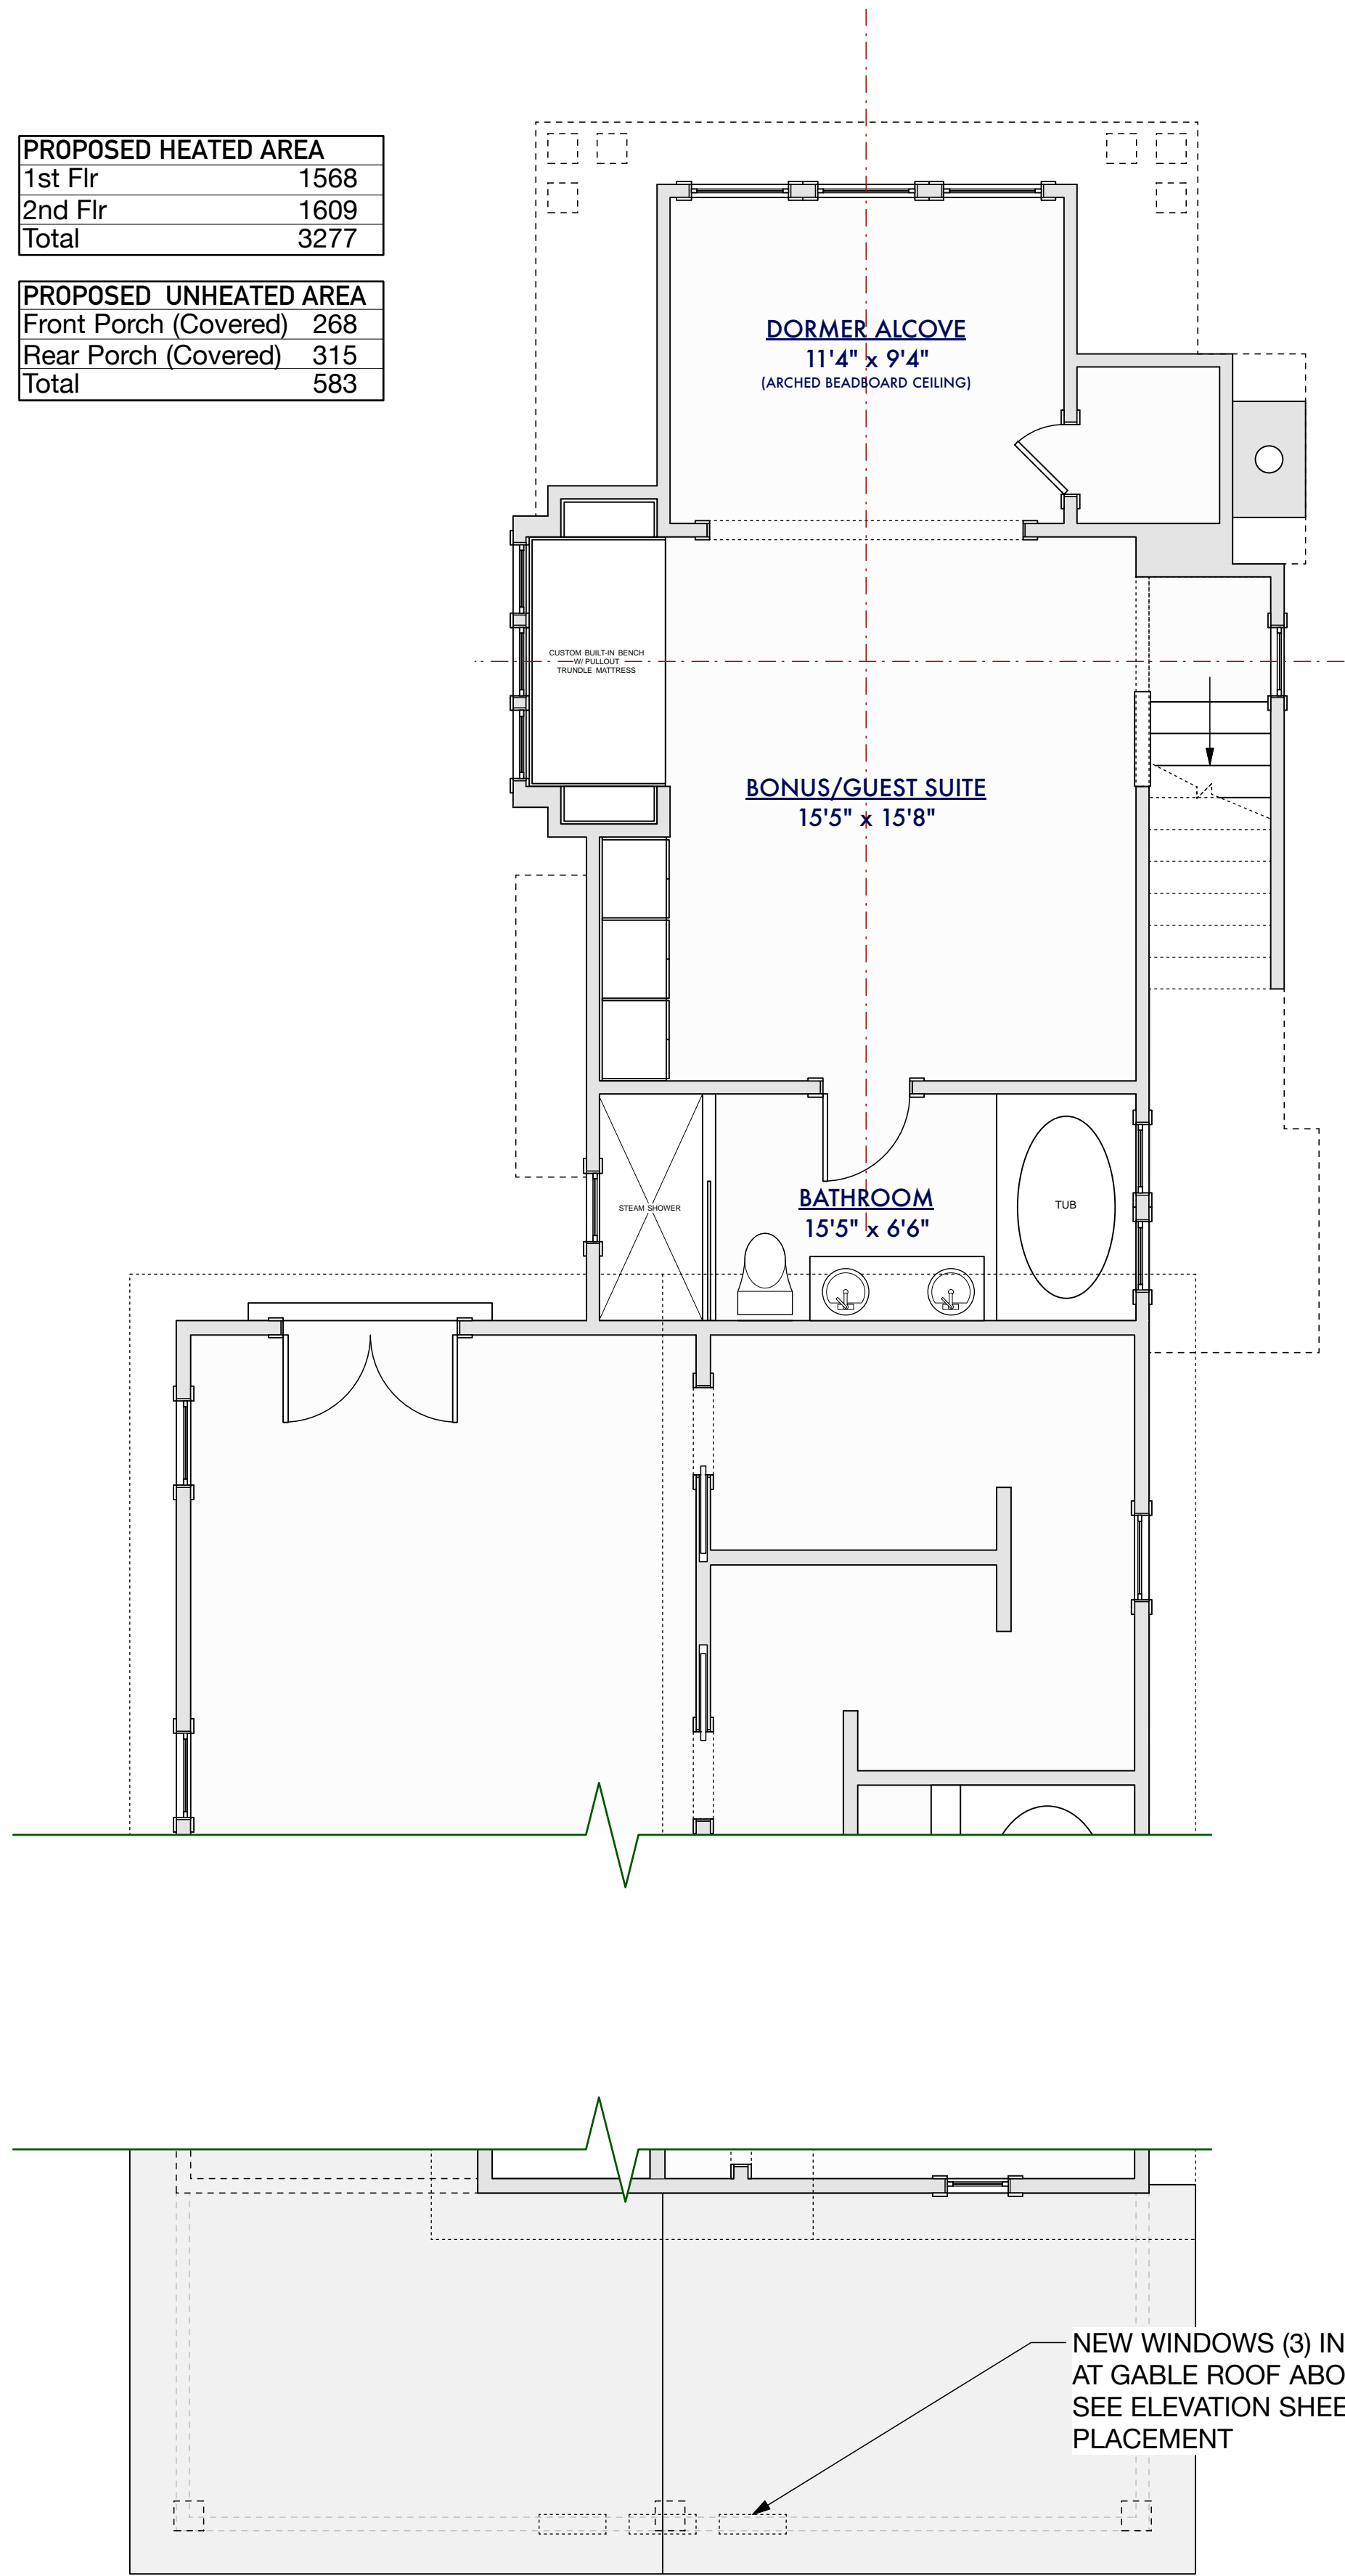 PROPOSED HEATED AREA
1st Flr 1568
2nd Flr 1609
Total 3277
PROPOSED UNHEATED AREA
Front Porch (Covered) 268
Rear Porch (Covered) 315
Total 583
DORMER ALCOVE
11'4" x 9'4"
(ARCHED BEADBOARD CEILING)
CUSTOM BUILT-IN BENCH
W/ PULLOUT
TRUNDLE MATTRESS
BONUS/GUEST SUITE
15'5" x 15'8"
STEAM SHOWER
BATHROOM
15'5" x 6'6"
TUB
NEW WINDOWS (3) IN
AT GABLE ROOF ABO
SEE ELEVATION SHEE
PLACEMENT